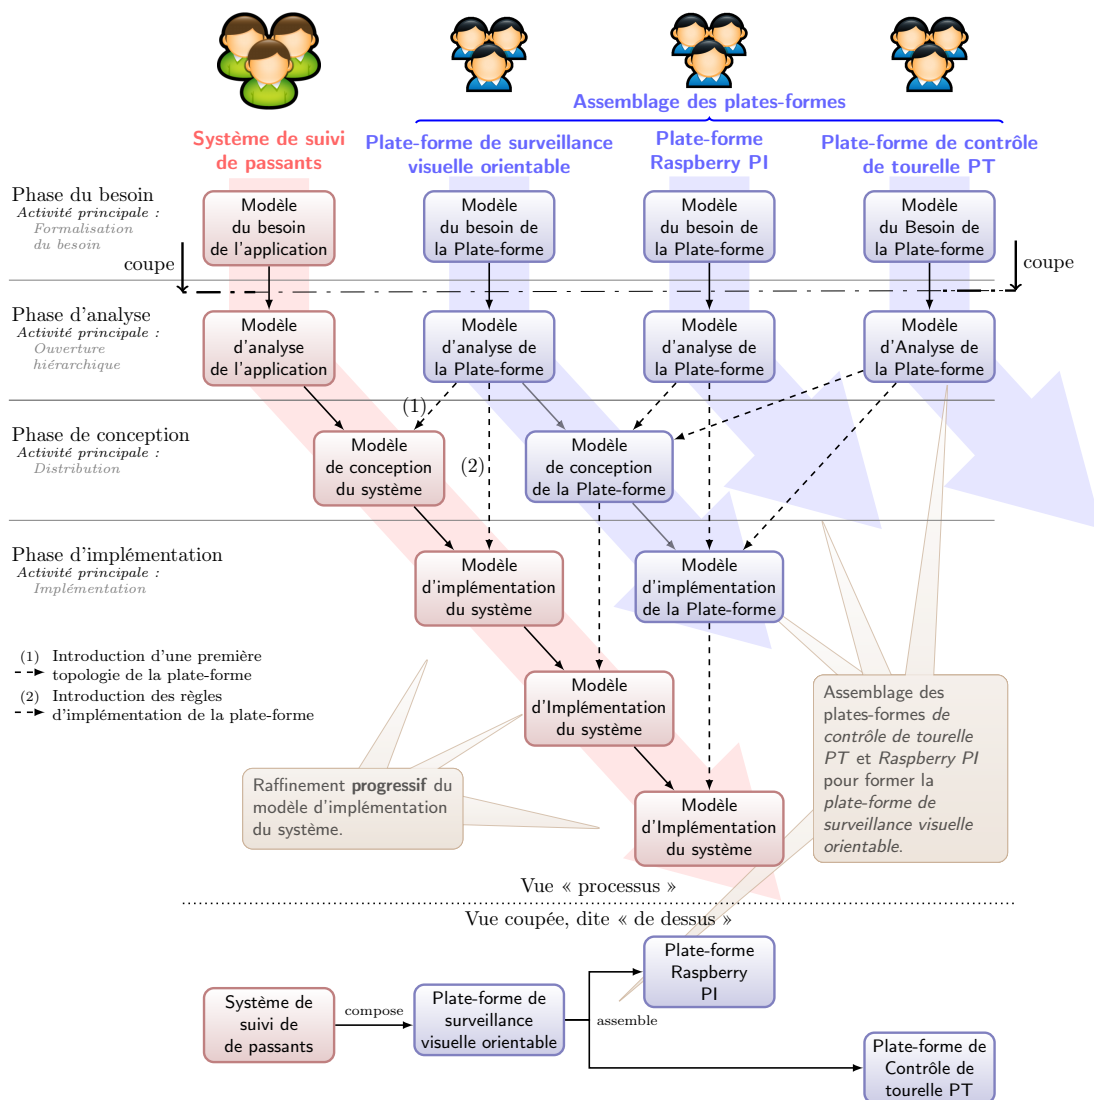 Assemblage des plates-formes
Système de suivi
de passants
Plate-forme de surveillance
visuelle orientable
Plate-forme
Raspberry PI
Plate-forme de contrôle
de tourelle PT
Phase du besoin
Activité principale :
Formalisation
du besoin
Modèle
du besoin
de l'application
Modèle
du besoin de
la Plate-forme
Modèle
du besoin de
la Plate-forme
Modèle
du Besoin de
la Plate-forme
coupe
coupe
Phase d'analyse
Activité principale :
Ouverture
hiérarchique
Modèle
d'analyse de
l'application
Modèle
d'analyse de
la Plate-forme
Modèle
d'analyse de
la Plate-forme
Modèle
d'Analyse de
la Plate-forme
(1)
Phase de conception
Activité principale :
Distribution
Modèle
de conception
du système
(2)
Modèle
de conception
de la Plate-forme
Phase d'implémentation
Activité principale :
Implémentation
Modèle
d'implémentation
du système
Modèle
d'implémentation
de la Plate-forme
(1) Introduction d'une première
topologie de la plate-forme
(2) Introduction des règles
d'implémentation de la plate-forme
Modèle
d'Implémentation
du système
Assemblage des
plates-formes de
contrôle de tourelle
PT et Raspberry PI
pour former la
plate-forme de
surveillance visuelle
orientable.
Raffinement progressif du
modèle d'implémentation
du système.
Modèle
d'Implémentation
du système
Vue « processus »
Vue coupée, dite « de dessus »
Système de
suivi de
de passants
compose
Plate-forme de
surveillance
visuelle orientable
assemble
Plate-forme
Raspberry
PI
Plate-forme de
Contrôle de
tourelle PT